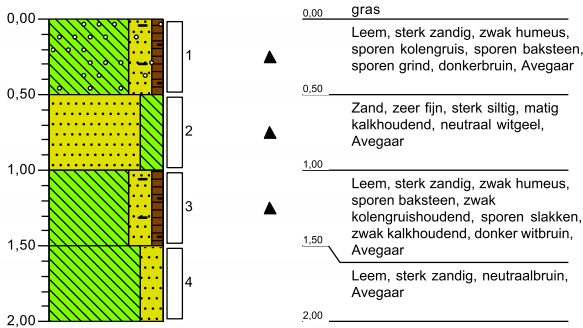 gras
0,00
0,00
Leem, sterk zandig, zwak humeus,
sporen kolengruis, sporen baksteen,
sporen grind, donkerbruin, Avegaar
1
0,50
0,50
Zand, zeer fijn, sterk siltig, matig
kalkhoudend, neutraal witgeel,
Avegaar
2
1,00
1,00
Leem, sterk zandig, zwak humeus,
sporen baksteen, zwak
kolengruishoudend, sporen slakken,
zwak kalkhoudend, donker witbruin,
Avegaar
3
1,50
1,50
Leem, sterk zandig, neutraalbruin,
Avegaar
4
2,00
2,00